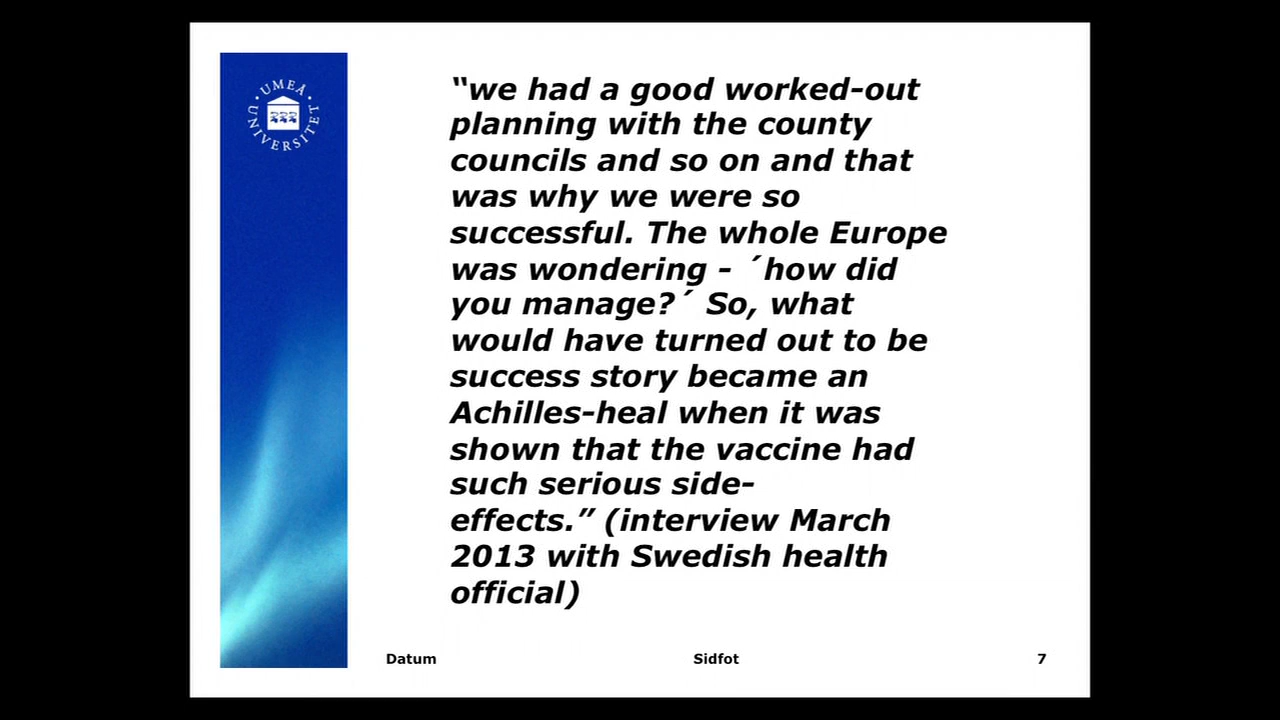 UMEÅ UNIVERSITET
“we had a good worked-out
planning with the county
councils and so on and that
was why we were so
successful. The whole Europe
was wondering - ´how did
you manage?´ So, what
would have turned out to be
success story became an
Achilles-heal when it was
shown that the vaccine had
such serious side-
effects.” (interview March
2013 with Swedish health
official)
Datum Sidfot 7